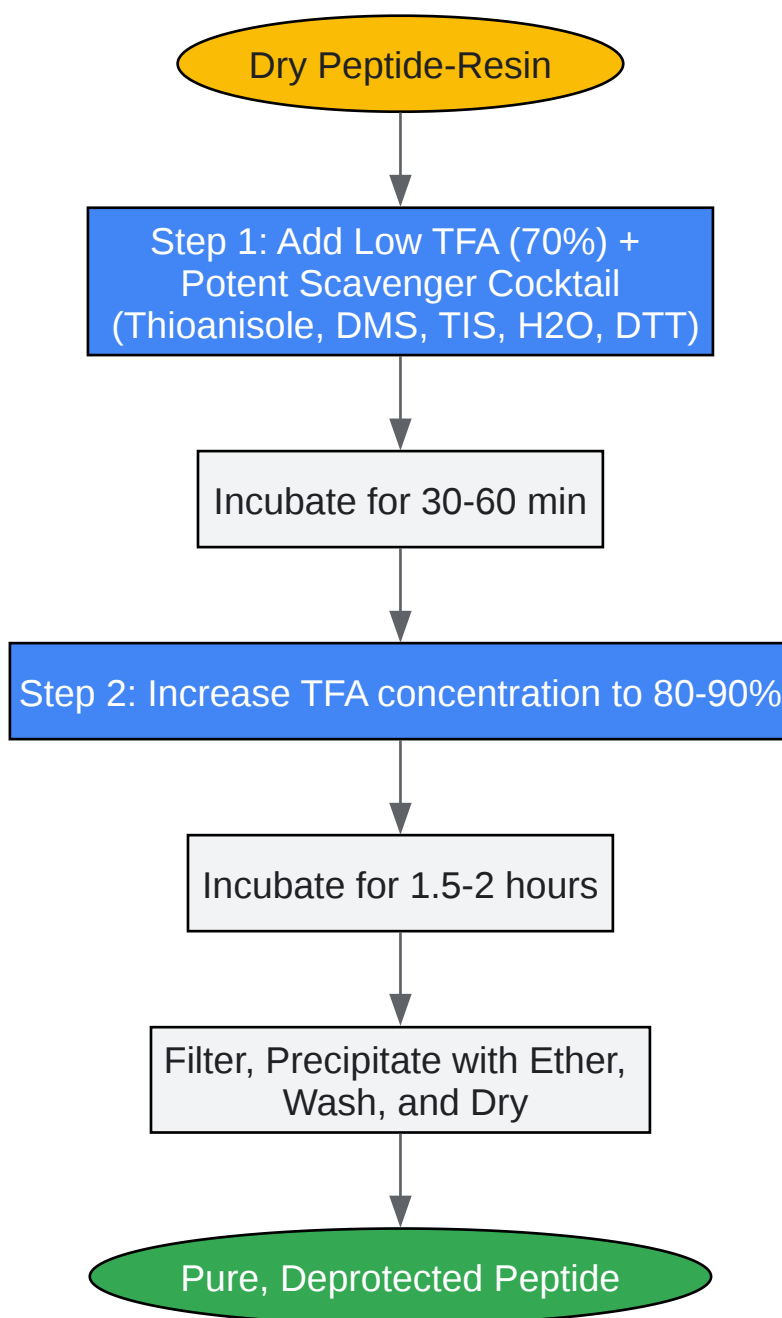 Dry Peptide-Resin
Step 1: Add Low TFA (70%) +
Potent Scavenger Cocktail
(Thioanisole, DMS, TIS, H2O, DTT)
Incubate for 30-60 min
Step 2: Increase TFA concentration to 80-90%
Incubate for 1.5-2 hours
Filter, Precipitate with Ether,
Wash, and Dry
Pure, Deprotected Peptide